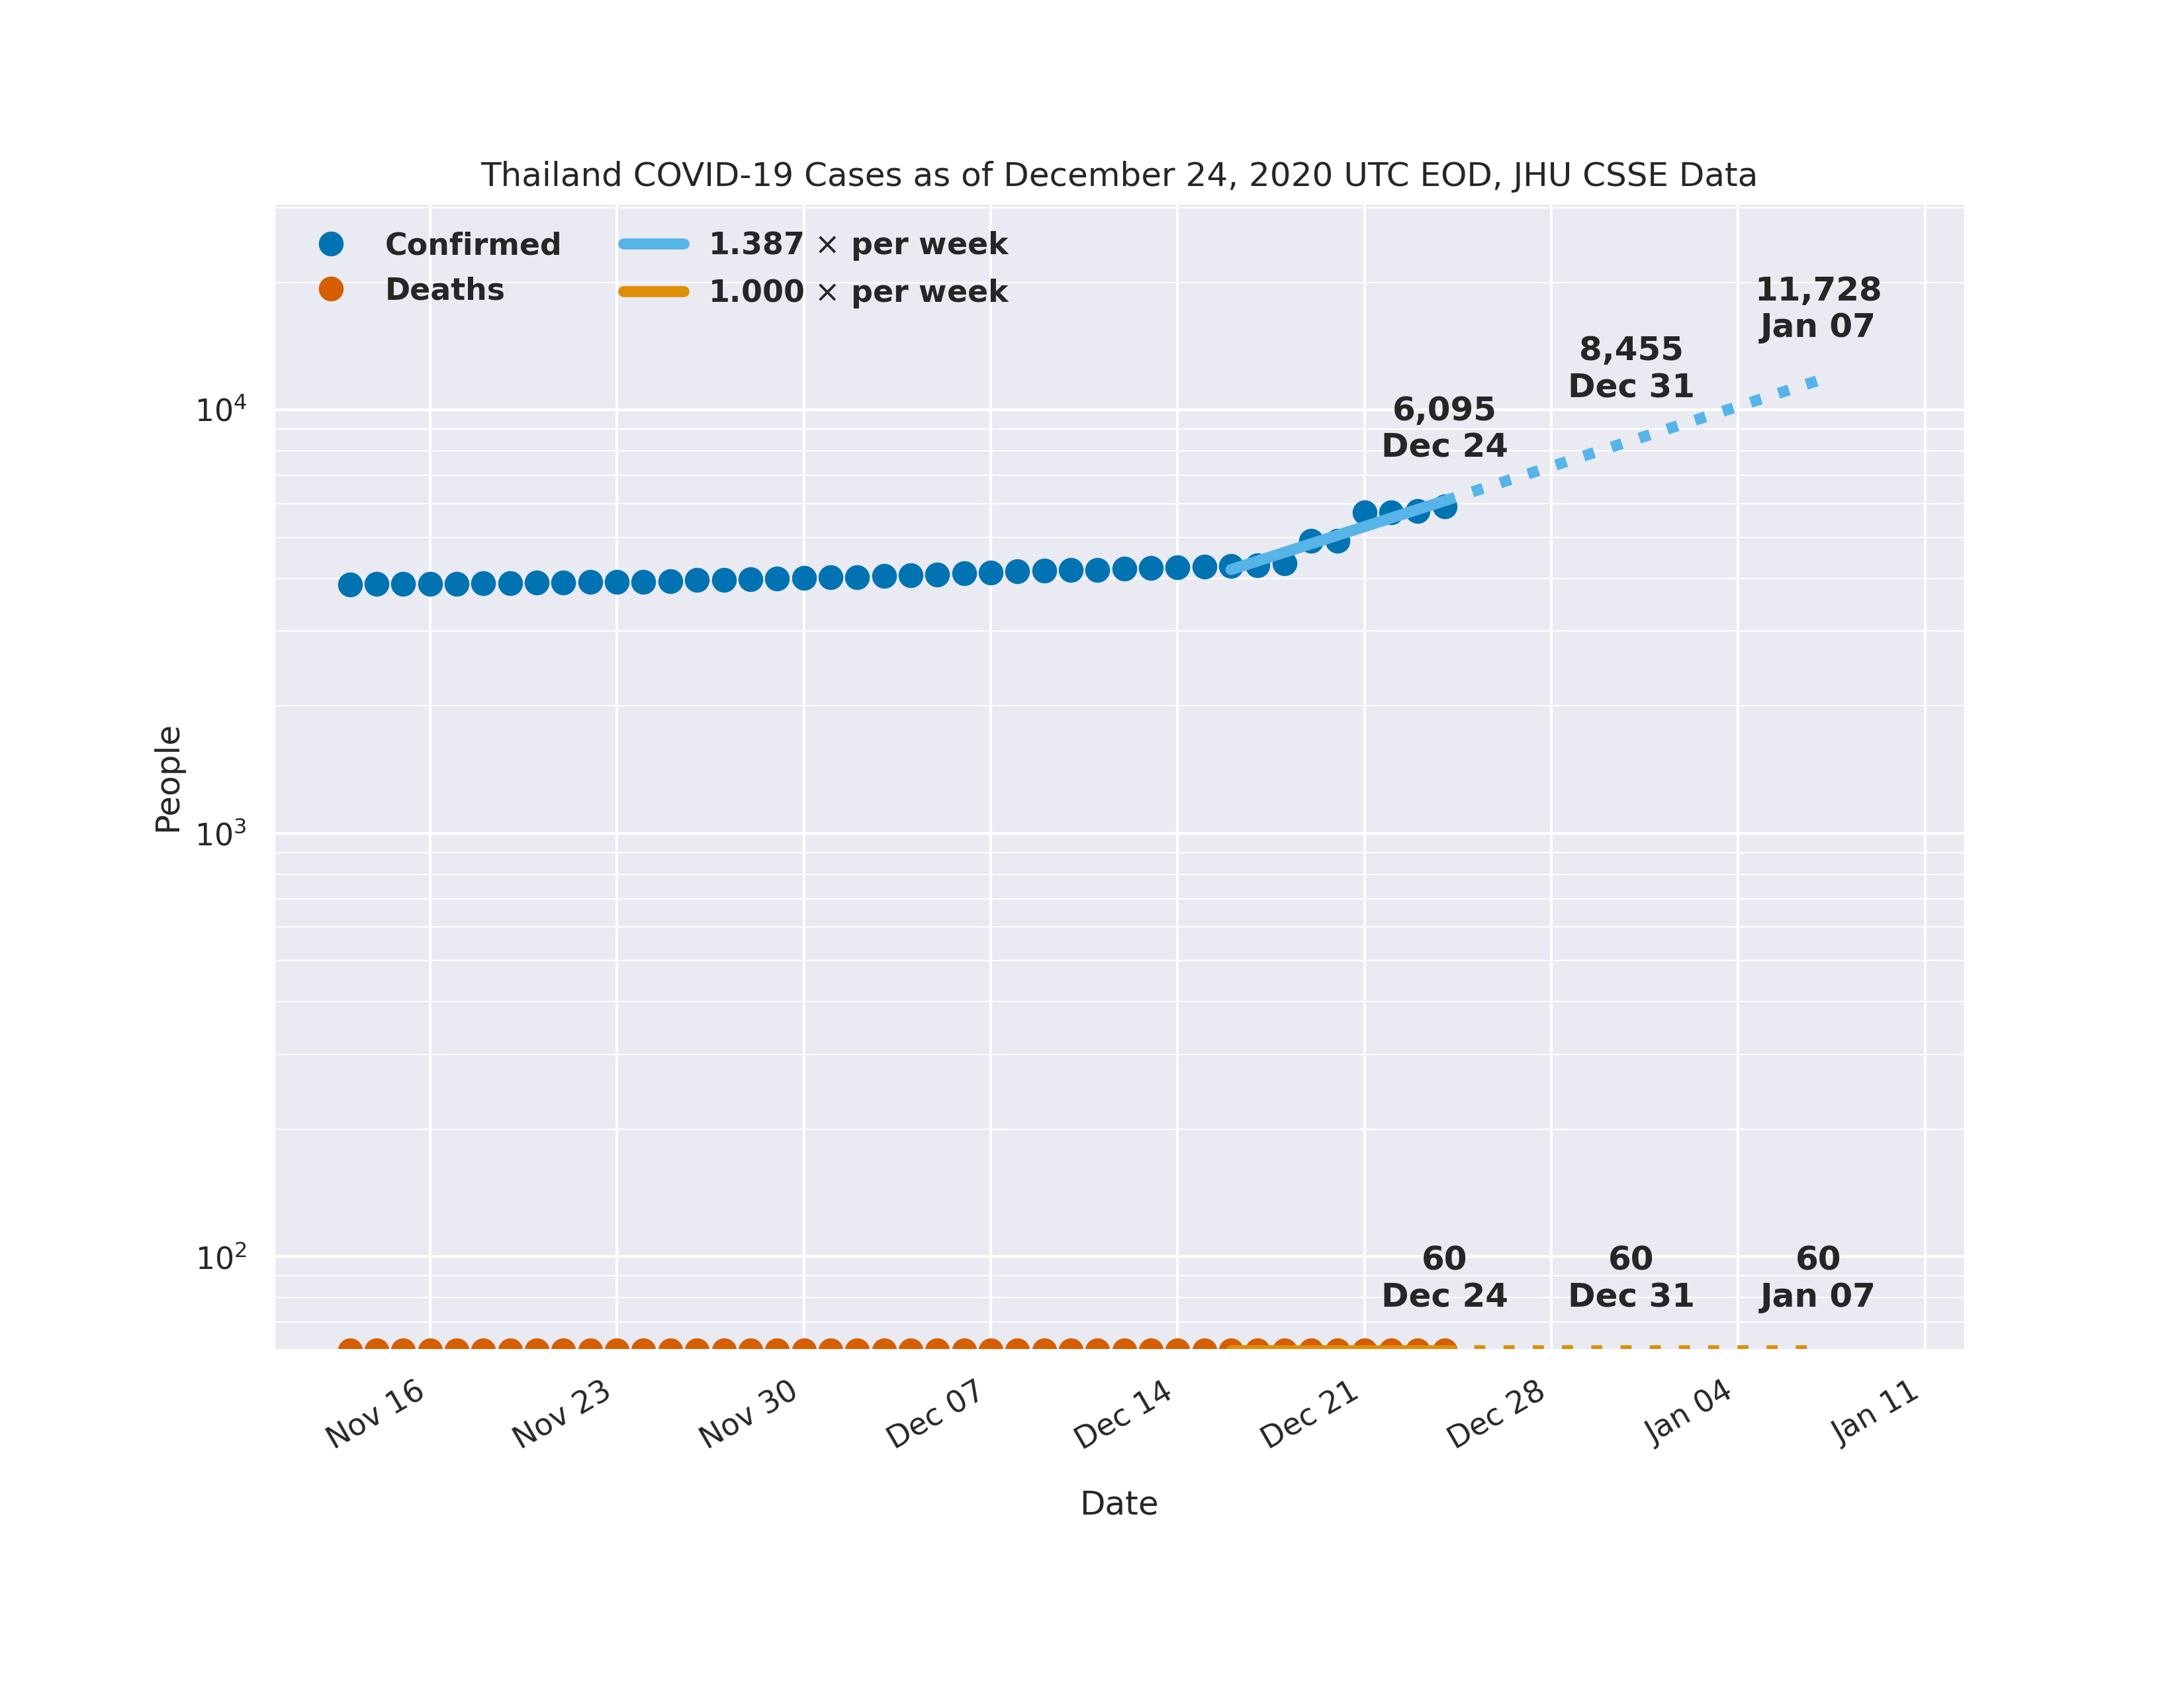 Thailand COVID-19 Cases as of December 24, 2020 UTC EOD, JHU CSSE Data
Confirmed
Deaths
1.387 × per week
1.000 × per week
11,728
Jan 07
8,455
Dec 31
6,095
Dec 24
10⁴
10³
10²
People
60
Dec 24
60
Dec 31
60
Jan 07
Nov 16
Nov 23
Nov 30
Dec 07
Dec 14
Dec 21
Dec 28
Jan 04
Jan 11
Date